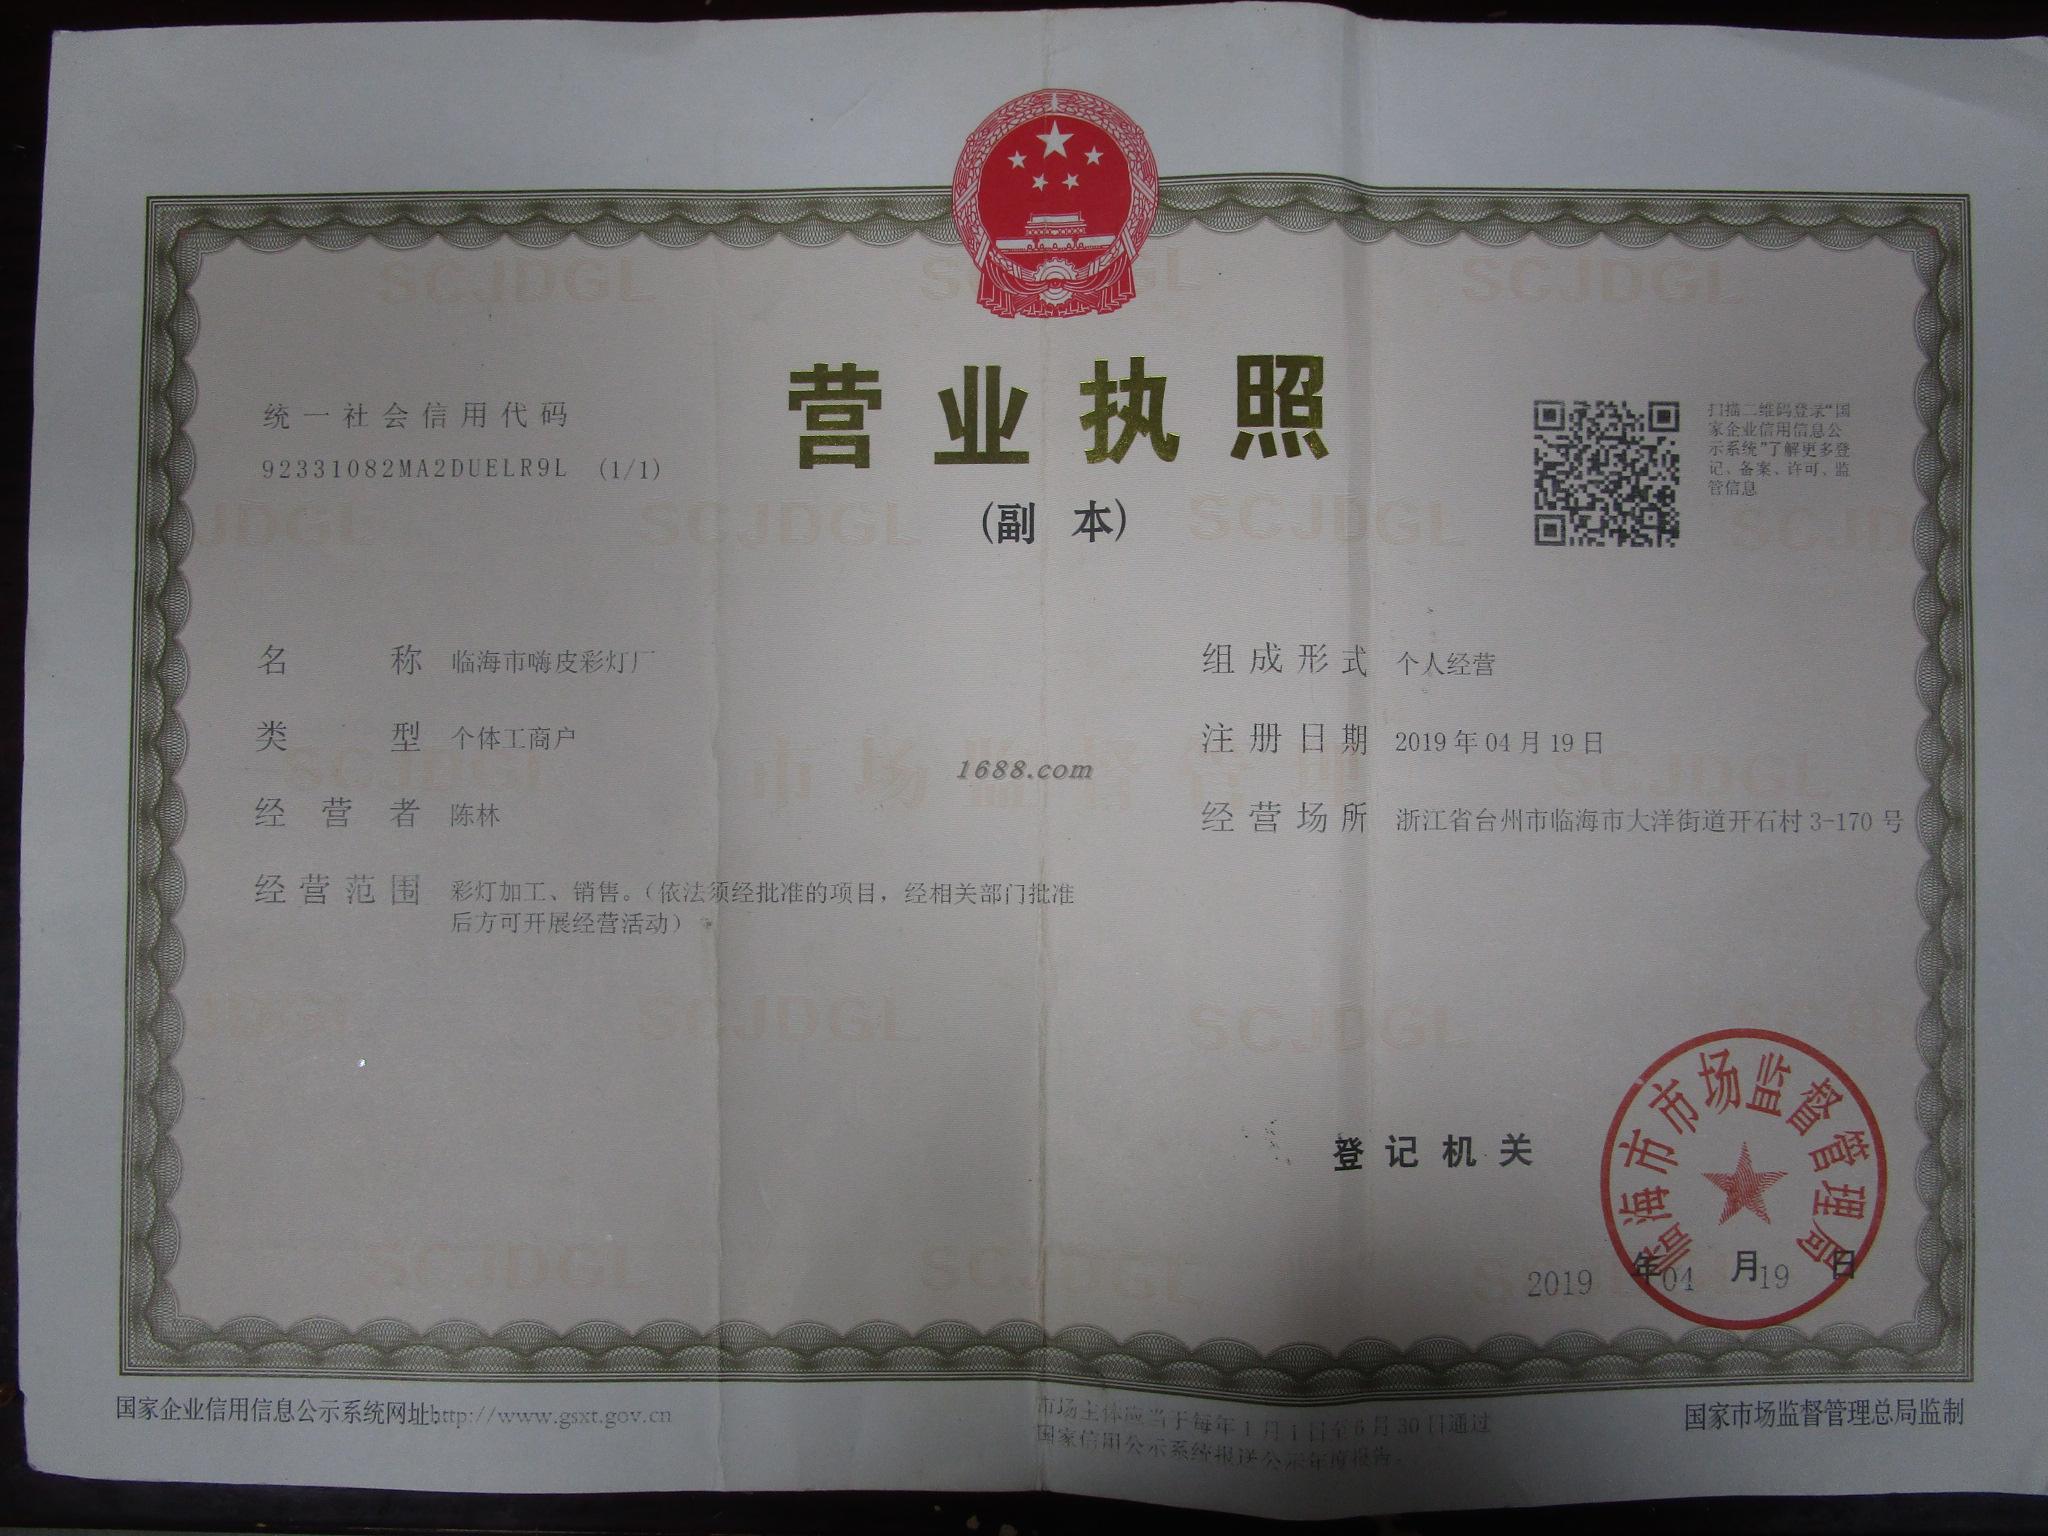 营业执照
(副 本)
统一社会信用代码
92331082MA2DUELR9L (1/1)
扫描二维码登录“国
家企业信用信息公
示系统”了解更多登
记、备案、许可、监
管信息
名 称 临海市嗨皮彩灯厂
类 型 个体工商户
经 营 者 陈林
经营范围 彩灯加工、销售。(依法须经批准的项目，经相关部门批准
后方可开展经营活动)
组成形式 个人经营
注册日期 2019年04月19日
经营场所 浙江省台州市临海市大洋街道开石村3-170号
1688.com
登记机关
临海市市场监督管理局
2019 年04 月19 日
国家企业信用信息公示系统网址:http://www.gsxt.gov.cn
市场主体应当于每年1月1日至6月30日通过
国家信用公示系统报送公示年度报告。
国家市场监督管理总局监制
SCJDGL
市场监督管理